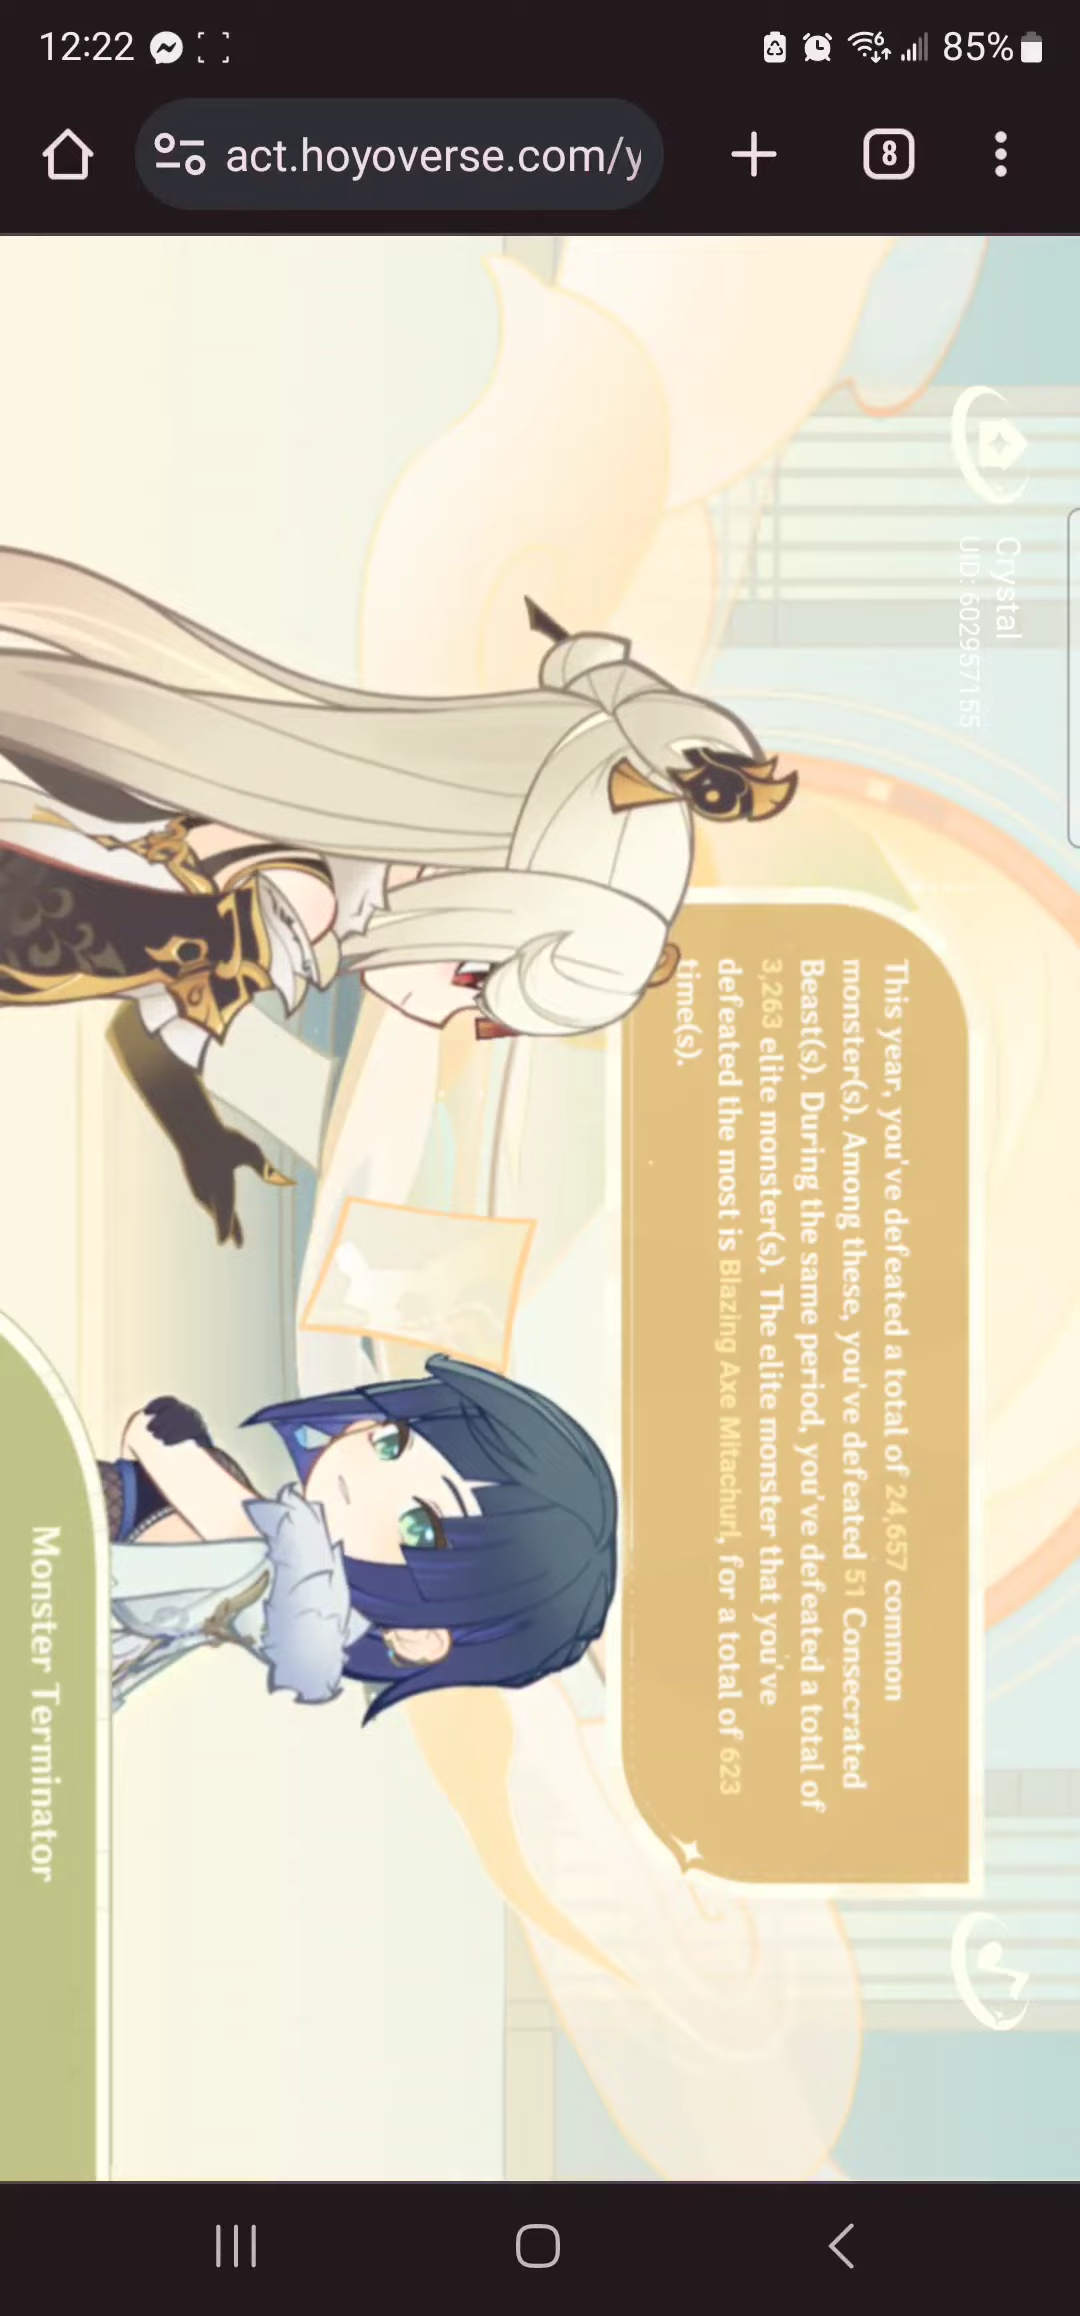 12:22
85%
act.hoyoverse.com/y
8
Crystal
UID: 602957155
This year, you've defeated a total of 24,657 common
monster(s). Among these, you've defeated 51 Consecrated
Beast(s). During the same period, you've defeated a total of
3,263 elite monster(s). The elite monster that you've
defeated the most is Blazing Axe Mitachurl, for a total of 623
time(s).
Monster Terminator